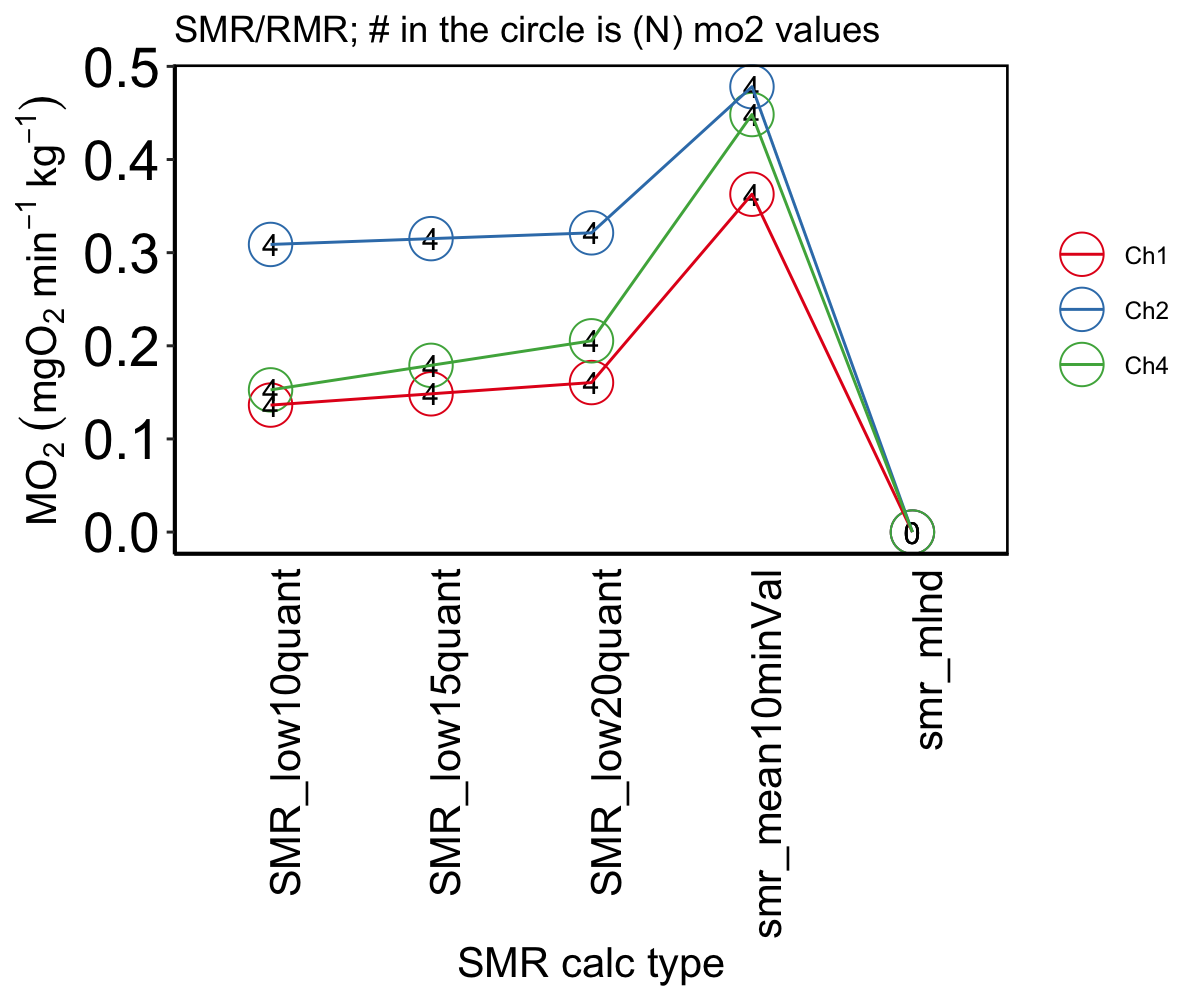 SMR/RMR; # in the circle is (N) mo2 values
MO₂ (mgO₂ min⁻¹ kg⁻¹)
0.5
0.4
0.3
0.2
0.1
0.0
4 4 4 4
4 4 4 4
4 4 4 4
0
SMR_low10quant
SMR_low15quant
SMR_low20quant
smr_mean10minVal
smr_mlnd
SMR calc type
Ch1
Ch2
Ch4